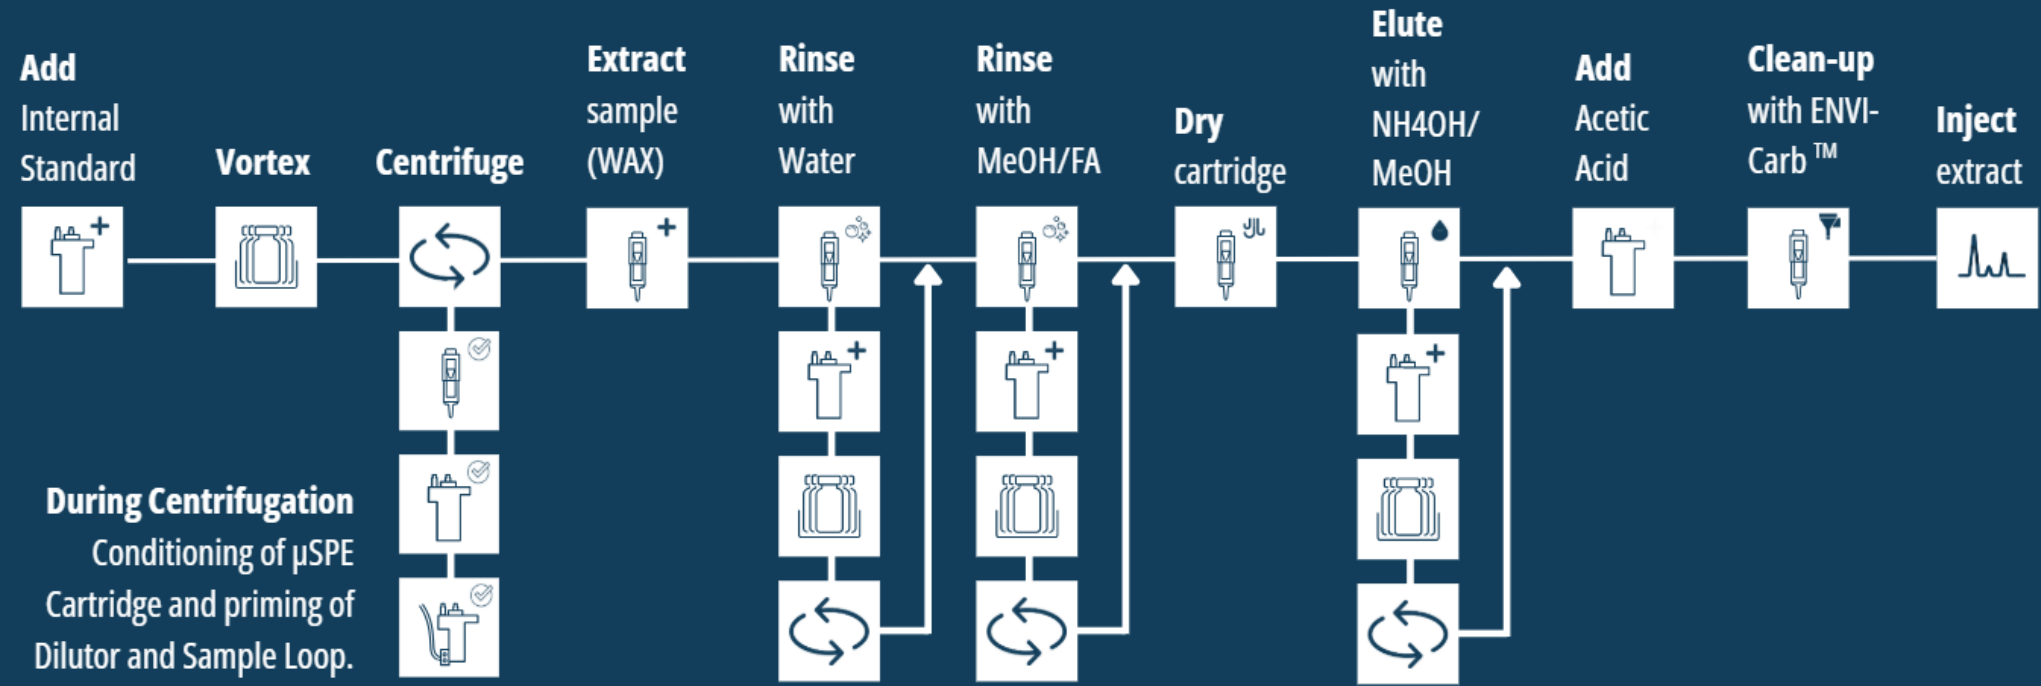 Add
Internal
Standard
Vortex
Centrifuge
Extract
sample
(WAX)
Rinse
with
Water
Rinse
with
MeOH/FA
Dry
cartridge
Elute
with
NH4OH/
MeOH
Add
Acetic
Acid
Clean-up
with ENVI-
Carb ™
Inject
extract
During Centrifugation
Conditioning of µSPE
Cartridge and priming of
Dilutor and Sample Loop.